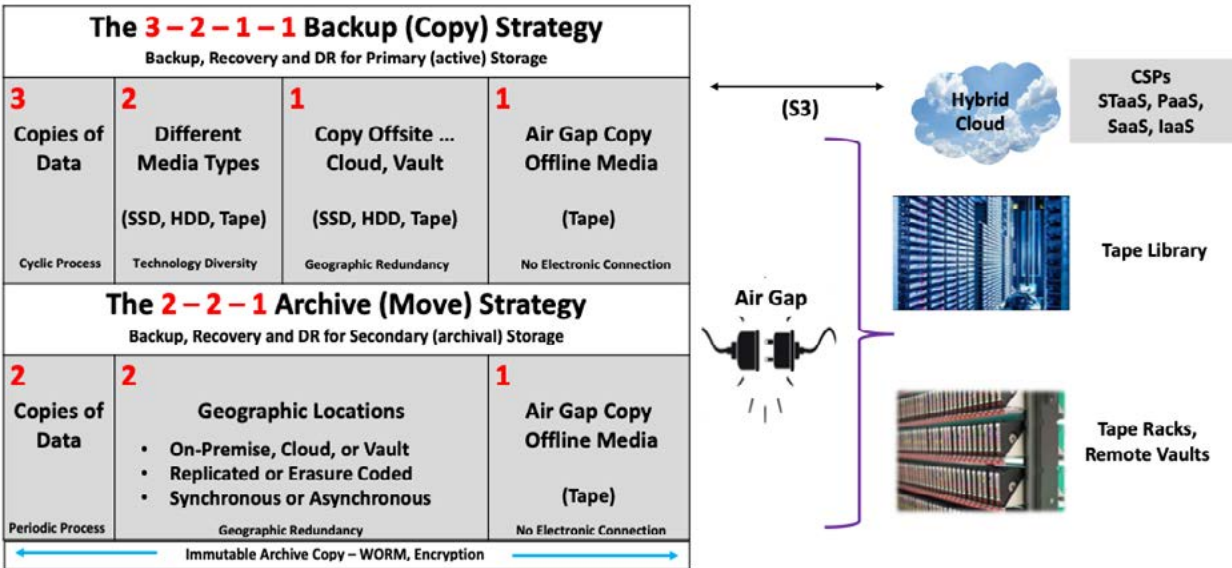 The 3 – 2 – 1 – 1 Backup (Copy) Strategy
Backup, Recovery and DR for Primary (active) Storage
3
Copies of
Data
Cyclic Process
2
Different
Media Types
(SSD, HDD, Tape)
Technology Diversity
1
Copy Offsite ...
Cloud, Vault
(SSD, HDD, Tape)
Geographic Redundancy
1
Air Gap Copy
Offline Media
(Tape)
No Electronic Connection
The 2 – 2 – 1 Archive (Move) Strategy
Backup, Recovery and DR for Secondary (archival) Storage
2
Copies of
Data
Periodic Process
2
Geographic Locations
• On-Premise, Cloud, or Vault
• Replicated or Erasure Coded
• Synchronous or Asynchronous
Geographic Redundancy
1
Air Gap Copy
Offline Media
(Tape)
No Electronic Connection
Immutable Archive Copy – WORM, Encryption
(S3)
Air Gap
Hybrid
Cloud
CSPs
STaaS, PaaS,
SaaS, IaaS
Tape Library
Tape Racks,
Remote Vaults